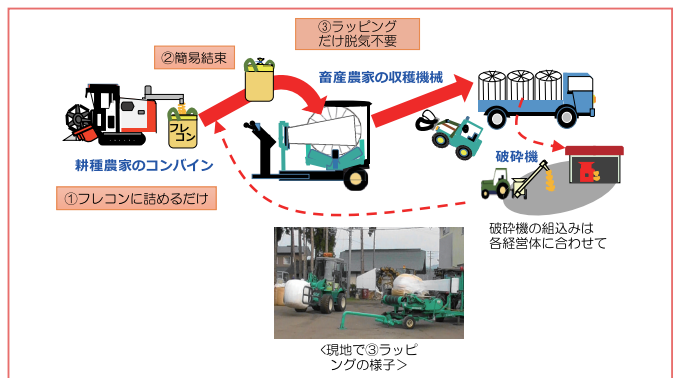 ③ラッピング
だけ脱気不要
②簡易結束
畜産農家の収穫機械
フレ
コン
耕種農家のコンバイン
破砕機
①フレコンに詰めるだけ
破砕機の組込みは
各経営体に合わせて
<現地で③ラッピ
ングの様子>